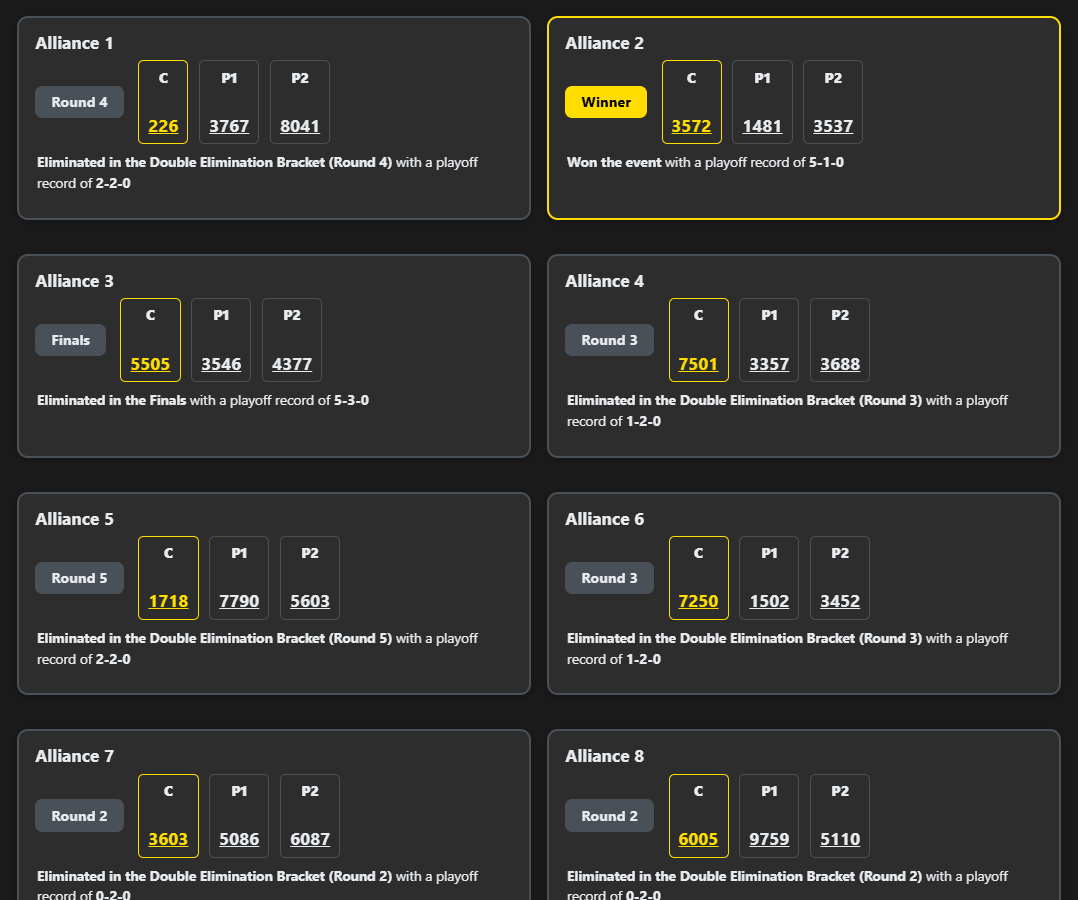 Alliance 1
C P1 P2
Round 4
226 3767 8041
Eliminated in the Double Elimination Bracket (Round 4) with a playoff
record of 2-2-0
Alliance 2
C P1 P2
Winner
3572 1481 3537
Won the event with a playoff record of 5-1-0
Alliance 3
C P1 P2
Finals
5505 3546 4377
Eliminated in the Finals with a playoff record of 5-3-0
Alliance 4
C P1 P2
Round 3
7501 3357 3688
Eliminated in the Double Elimination Bracket (Round 3) with a playoff
record of 1-2-0
Alliance 5
C P1 P2
Round 5
1718 7790 5603
Eliminated in the Double Elimination Bracket (Round 5) with a playoff
record of 2-2-0
Alliance 6
C P1 P2
Round 3
7250 1502 3452
Eliminated in the Double Elimination Bracket (Round 3) with a playoff
record of 1-2-0
Alliance 7
C P1 P2
Round 2
3603 5086 6087
Eliminated in the Double Elimination Bracket (Round 2) with a playoff
record of 0-2-0
Alliance 8
C P1 P2
Round 2
6005 9759 5110
Eliminated in the Double Elimination Bracket (Round 2) with a playoff
record of 0-2-0